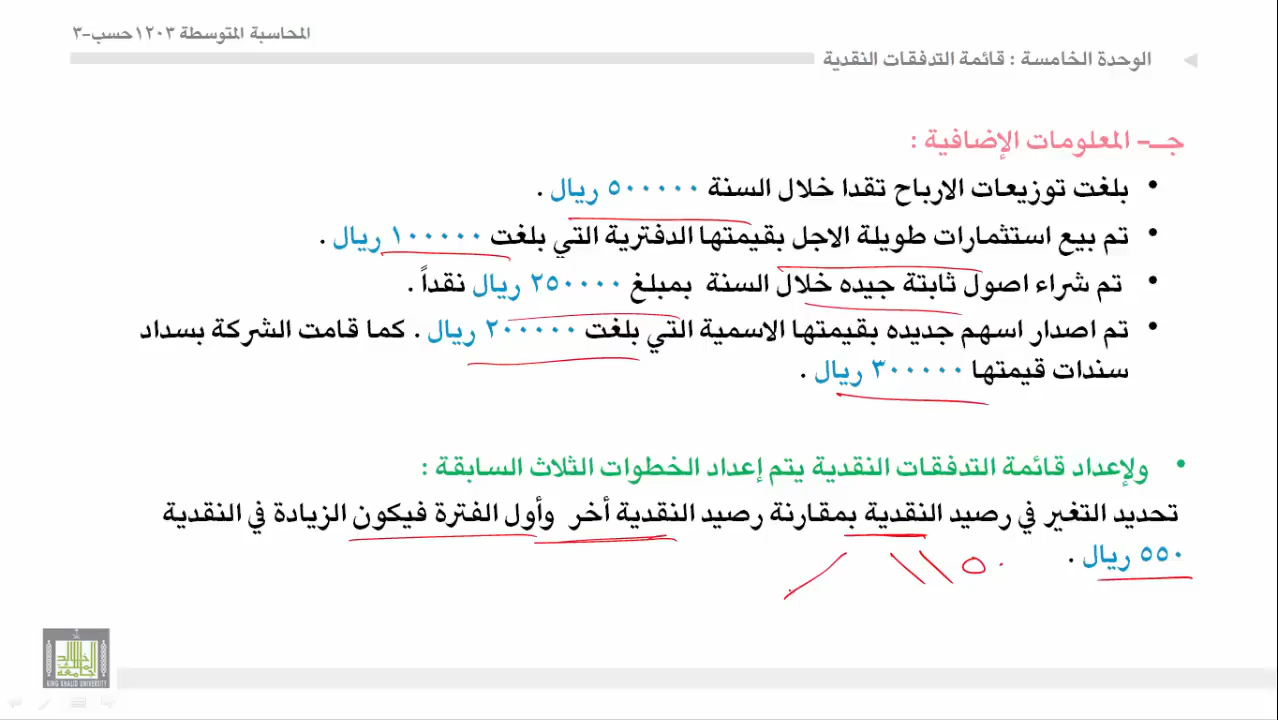 المحاسبة المتوسطة ١٢٠٣حسب-٣
الوحدة الخامسة : قائمة التدفقات النقدية
جـ- المعلومات الإضافية :
• بلغت توزيعات الارباح تقدا خلال السنة ٥٠٠٠٠٠ ريال .
• تم بيع استثمارات طويلة الاجل بقيمتها الدفترية التي بلغت ١٠٠٠٠٠ ريال .
• تم شراء اصول ثابتة جيده خلال السنة بمبلغ ٢٥٠٠٠٠ ريال نقداً .
• تم اصدار اسهم جديده بقيمتها الاسمية التي بلغت ٢٠٠٠٠٠ ريال . كما قامت الشركة بسداد
سندات قيمتها ٣٠٠٠٠٠ ريال .
• ولإعداد قائمة التدفقات النقدية يتم إعداد الخطوات الثلاث السابقة :
تحديد التغير في رصيد النقدية بمقارنة رصيد النقدية أخر وأول الفترة فيكون الزيادة في النقدية
٥٥٠ ريال .
KING KHALID UNIVERSITY